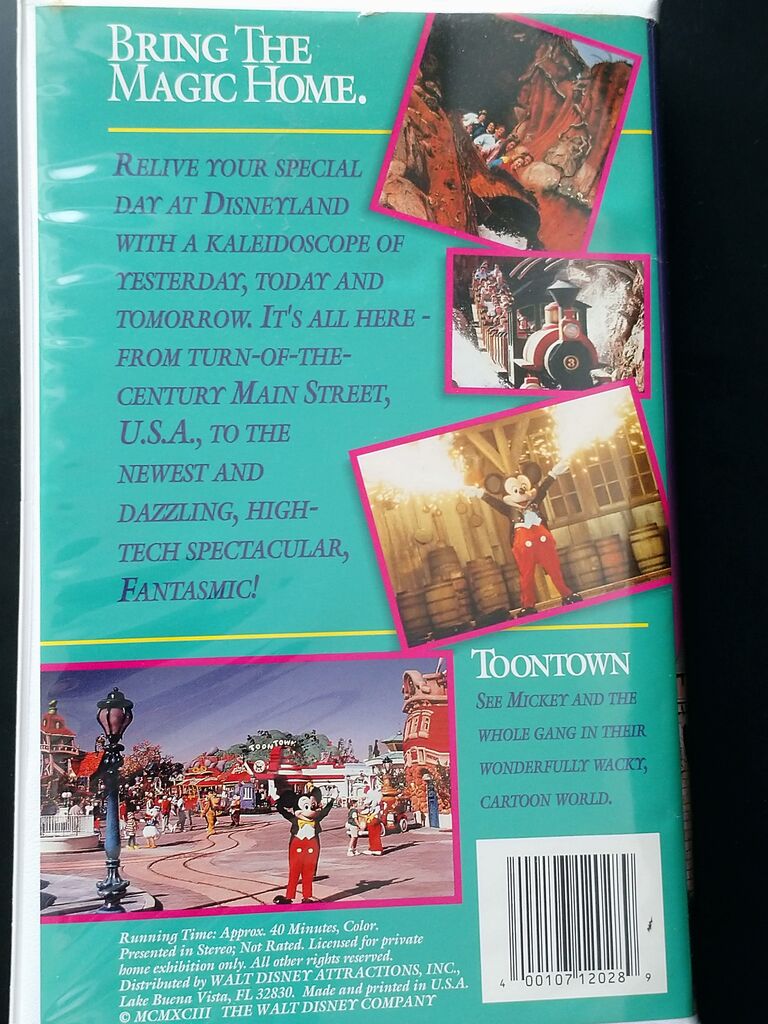 BRING THE
MAGIC HOME.
RELIVE YOUR SPECIAL
DAY AT DISNEYLAND
WITH A KALEIDOSCOPE OF
YESTERDAY, TODAY AND
TOMORROW. IT'S ALL HERE -
FROM TURN-OF-THE-
CENTURY MAIN STREET,
U.S.A., TO THE
NEWEST AND
DAZZLING, HIGH-
TECH SPECTACULAR,
FANTASMIC!
3
TOONTOWN
SEE MICKEY AND THE
WHOLE GANG IN THEIR
WONDERFULLY WACKY,
CARTOON WORLD.
TOONTOWN
Running Time: Approx. 40 Minutes, Color.
Presented in Stereo; Not Rated. Licensed for private
home exhibition only. All other rights reserved.
Distributed by WALT DISNEY ATTRACTIONS, INC.,
Lake Buena Vista, FL 32830. Made and printed in U.S.A.
© MCMXCIII THE WALT DISNEY COMPANY
4 00107 12028 9